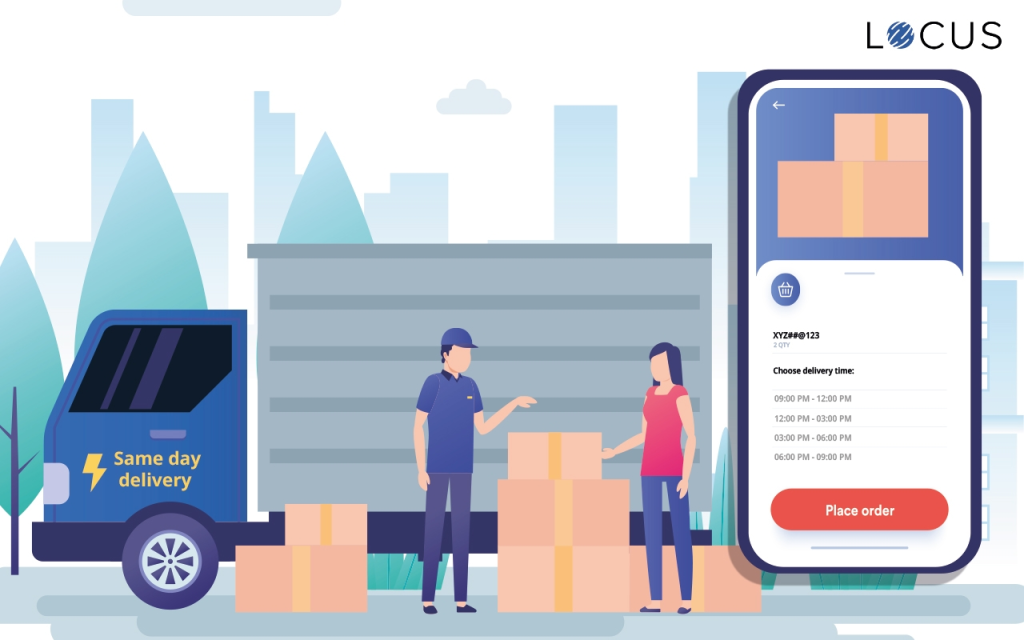 LOCUS
Same day
delivery
XYZ##@123
2 QTY
Choose delivery time:
09:00 PM - 12:00 PM
12:00 PM - 03:00 PM
03:00 PM - 06:00 PM
06:00 PM - 09:00 PM
Place order